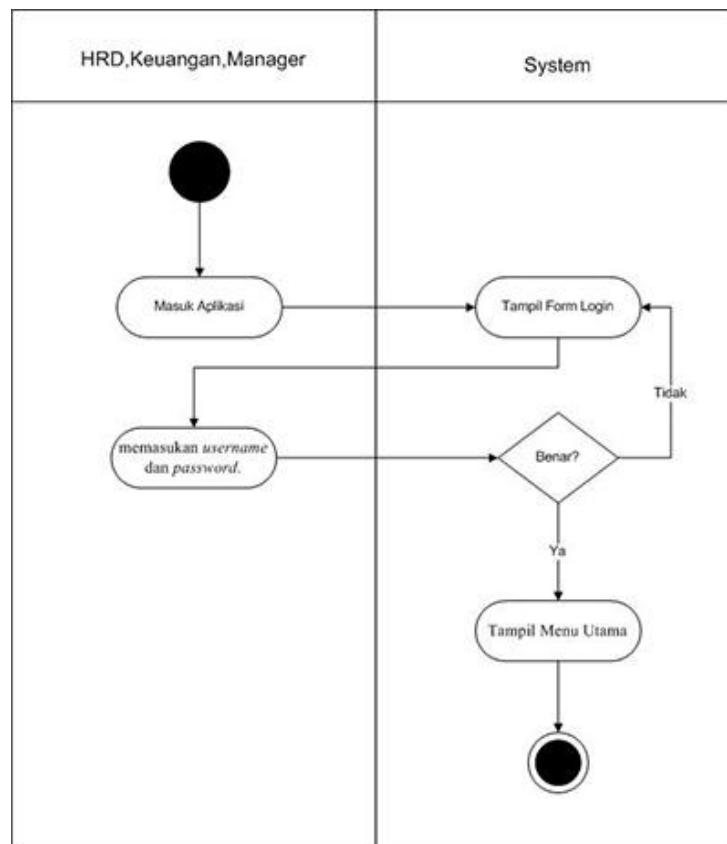 HRD,Keuangan,Manager
System
Masuk Aplikasi
Tampil Form Login
Tidak
memasukan username
dan password.
Benar?
Ya
Tampil Menu Utama